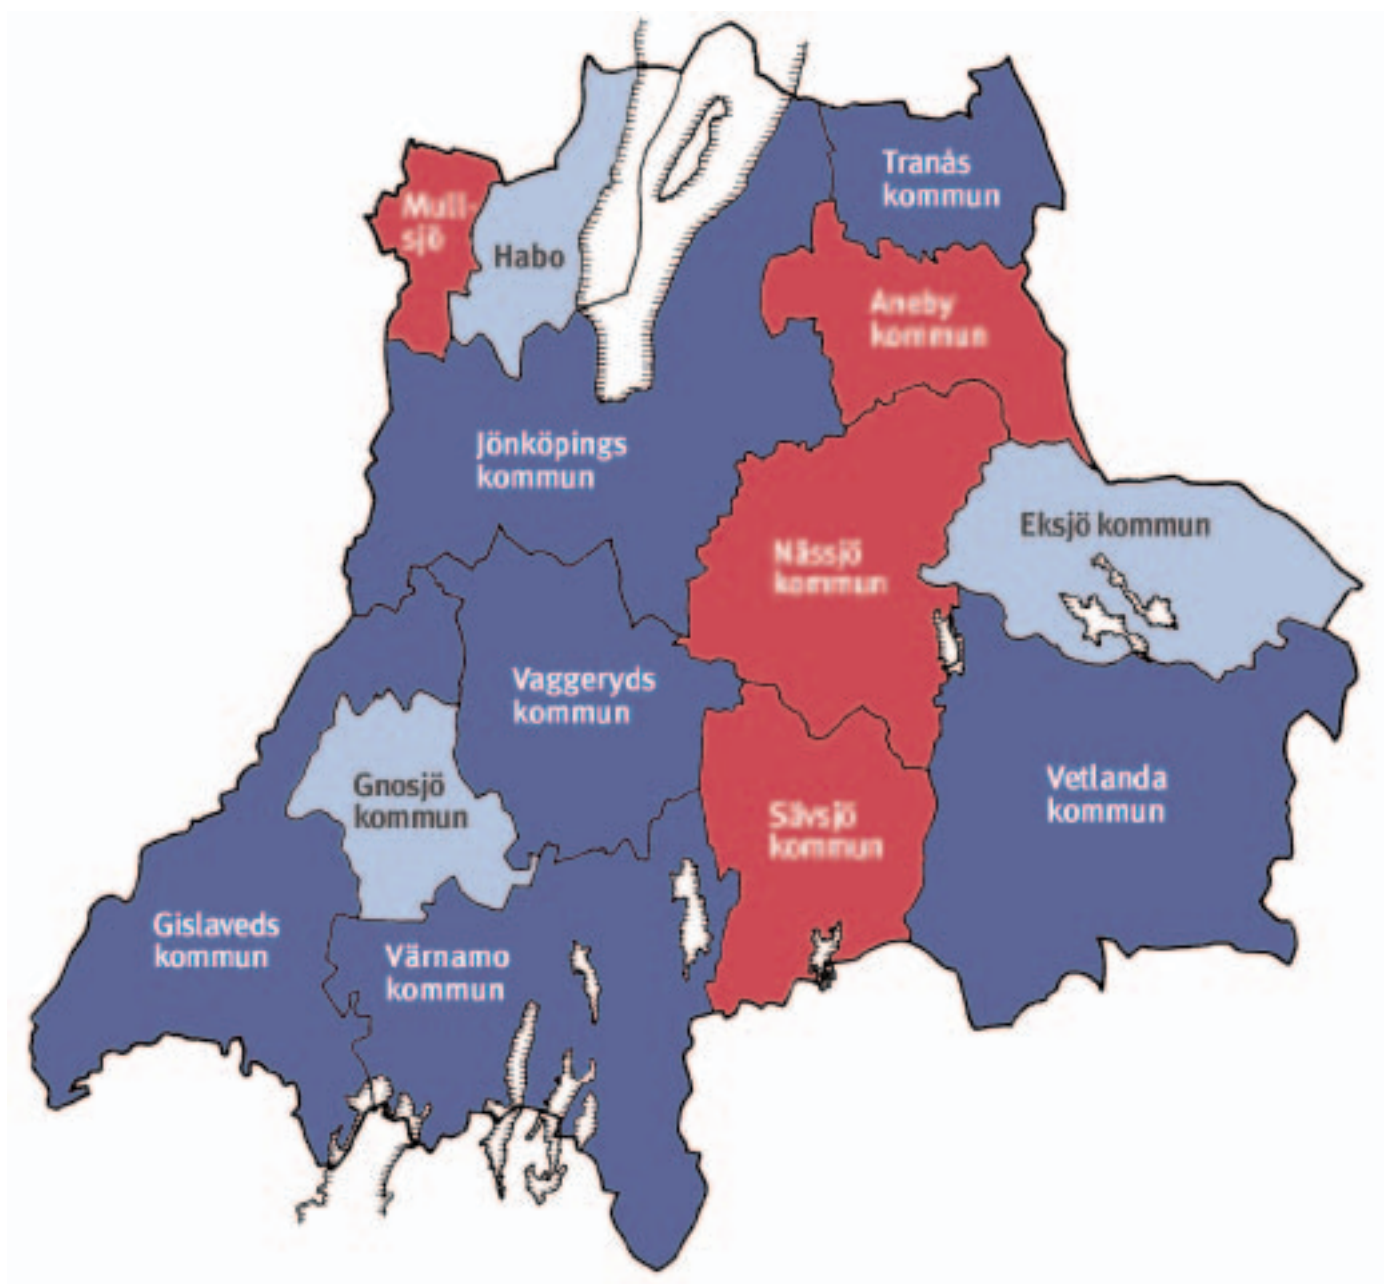 Tranås
kommun
Mull-
sjö
Habo
Aneby
kommun
Jönköpings
kommun
Eksjö kommun
Nässjö
kommun
Vaggeryds
kommun
Vetlanda
kommun
Gnosjö
kommun
Sävsjö
kommun
Gislaveds
kommun
Värnamo
kommun